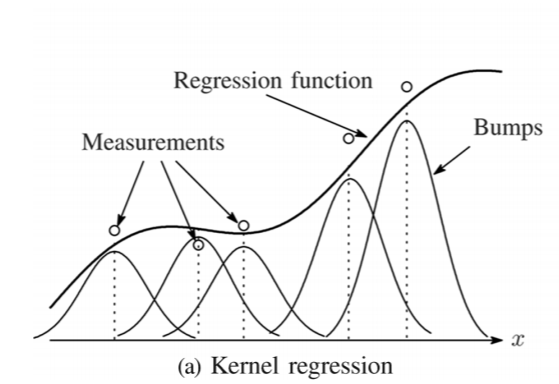 Regression function
Measurements
Bumps
x
(a) Kernel regression